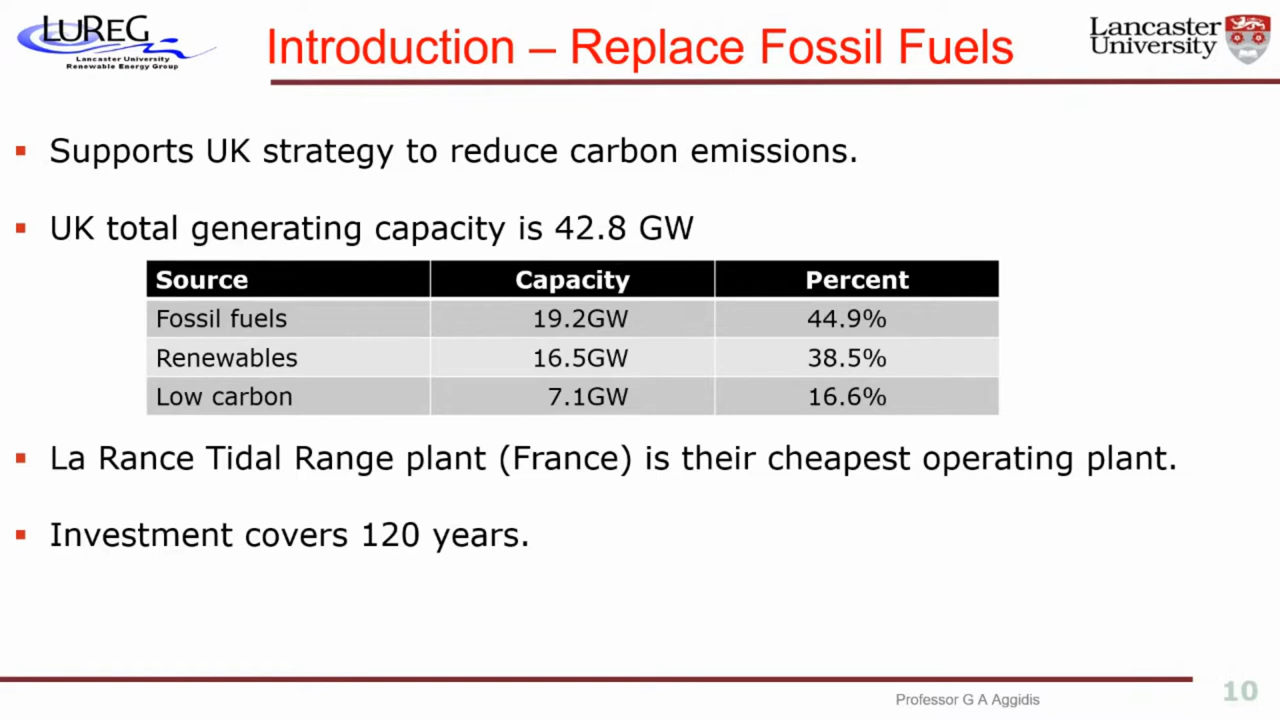 LUREG
Lancaster University
Renewable Energy Group
Introduction – Replace Fossil Fuels
Lancaster
University
▪ Supports UK strategy to reduce carbon emissions.
▪ UK total generating capacity is 42.8 GW
Source Capacity Percent
Fossil fuels 19.2GW 44.9%
Renewables 16.5GW 38.5%
Low carbon 7.1GW 16.6%
▪ La Rance Tidal Range plant (France) is their cheapest operating plant.
▪ Investment covers 120 years.
Professor G A Aggidis
10